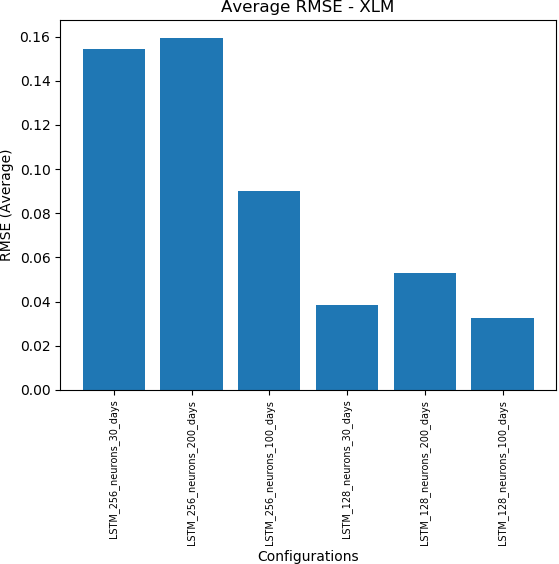 Average RMSE - XLM
RMSE (Average)
0.16
0.14
0.12
0.10
0.08
0.06
0.04
0.02
0.00
LSTM_256_neurons_30_days
LSTM_256_neurons_200_days
LSTM_256_neurons_100_days
LSTM_128_neurons_30_days
LSTM_128_neurons_200_days
LSTM_128_neurons_100_days
Configurations